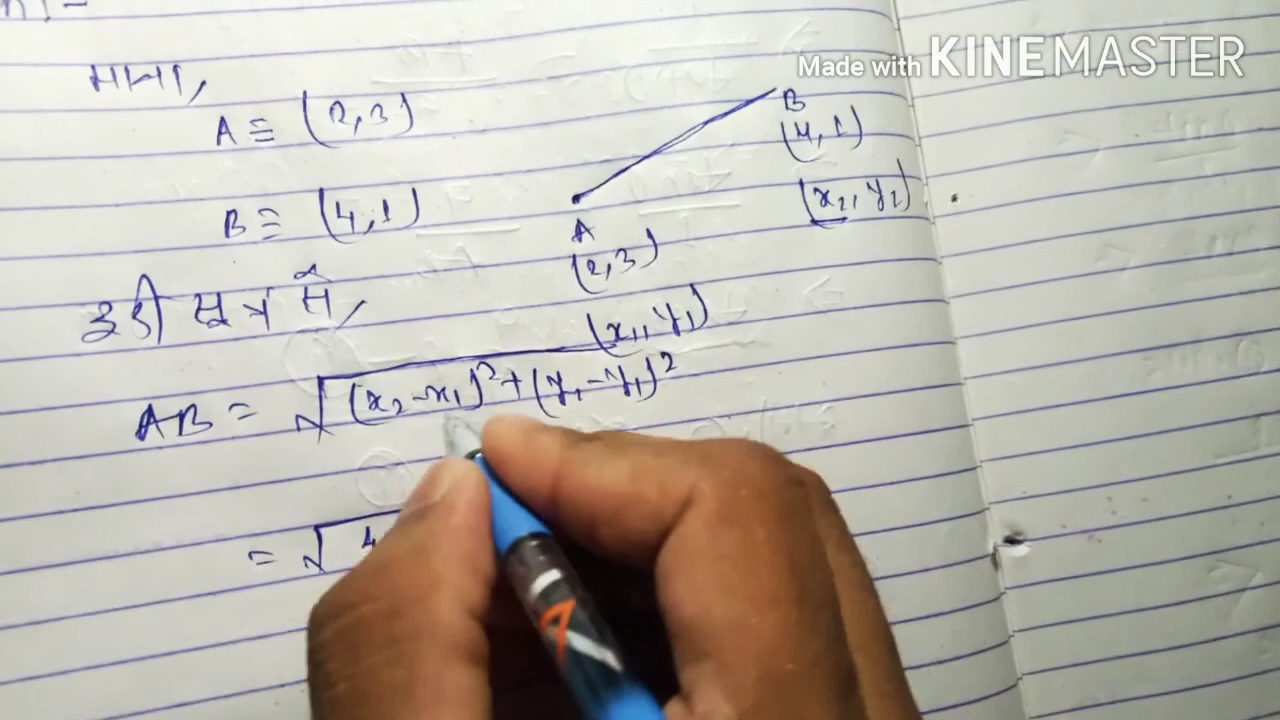 Made with KINEMASTER
माना,
A ≡ (2,3)
B
(4,1)
B ≡ (4,1)
(x₂, y₂)
A
(2,3)
सूत्र से,
(x₁, y₁)
AB = √(x₂-x₁)²+(y₂-y₁)²
= √4